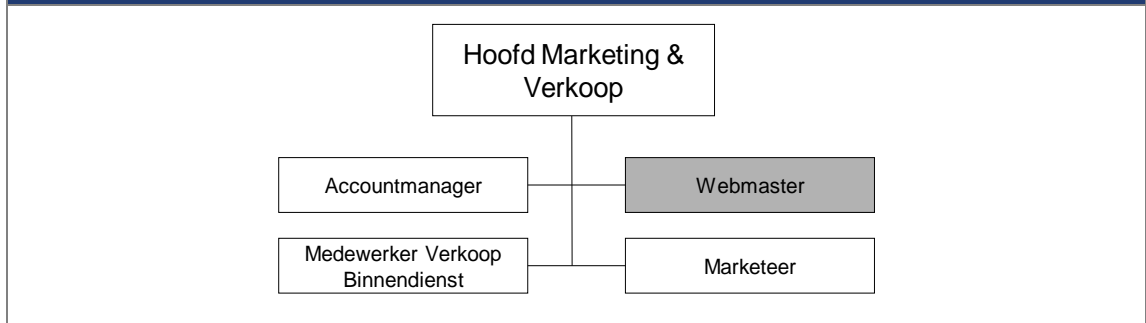 Hoofd Marketing &
Verkoop
Accountmanager
Webmaster
Medewerker Verkoop
Binnendienst
Marketeer